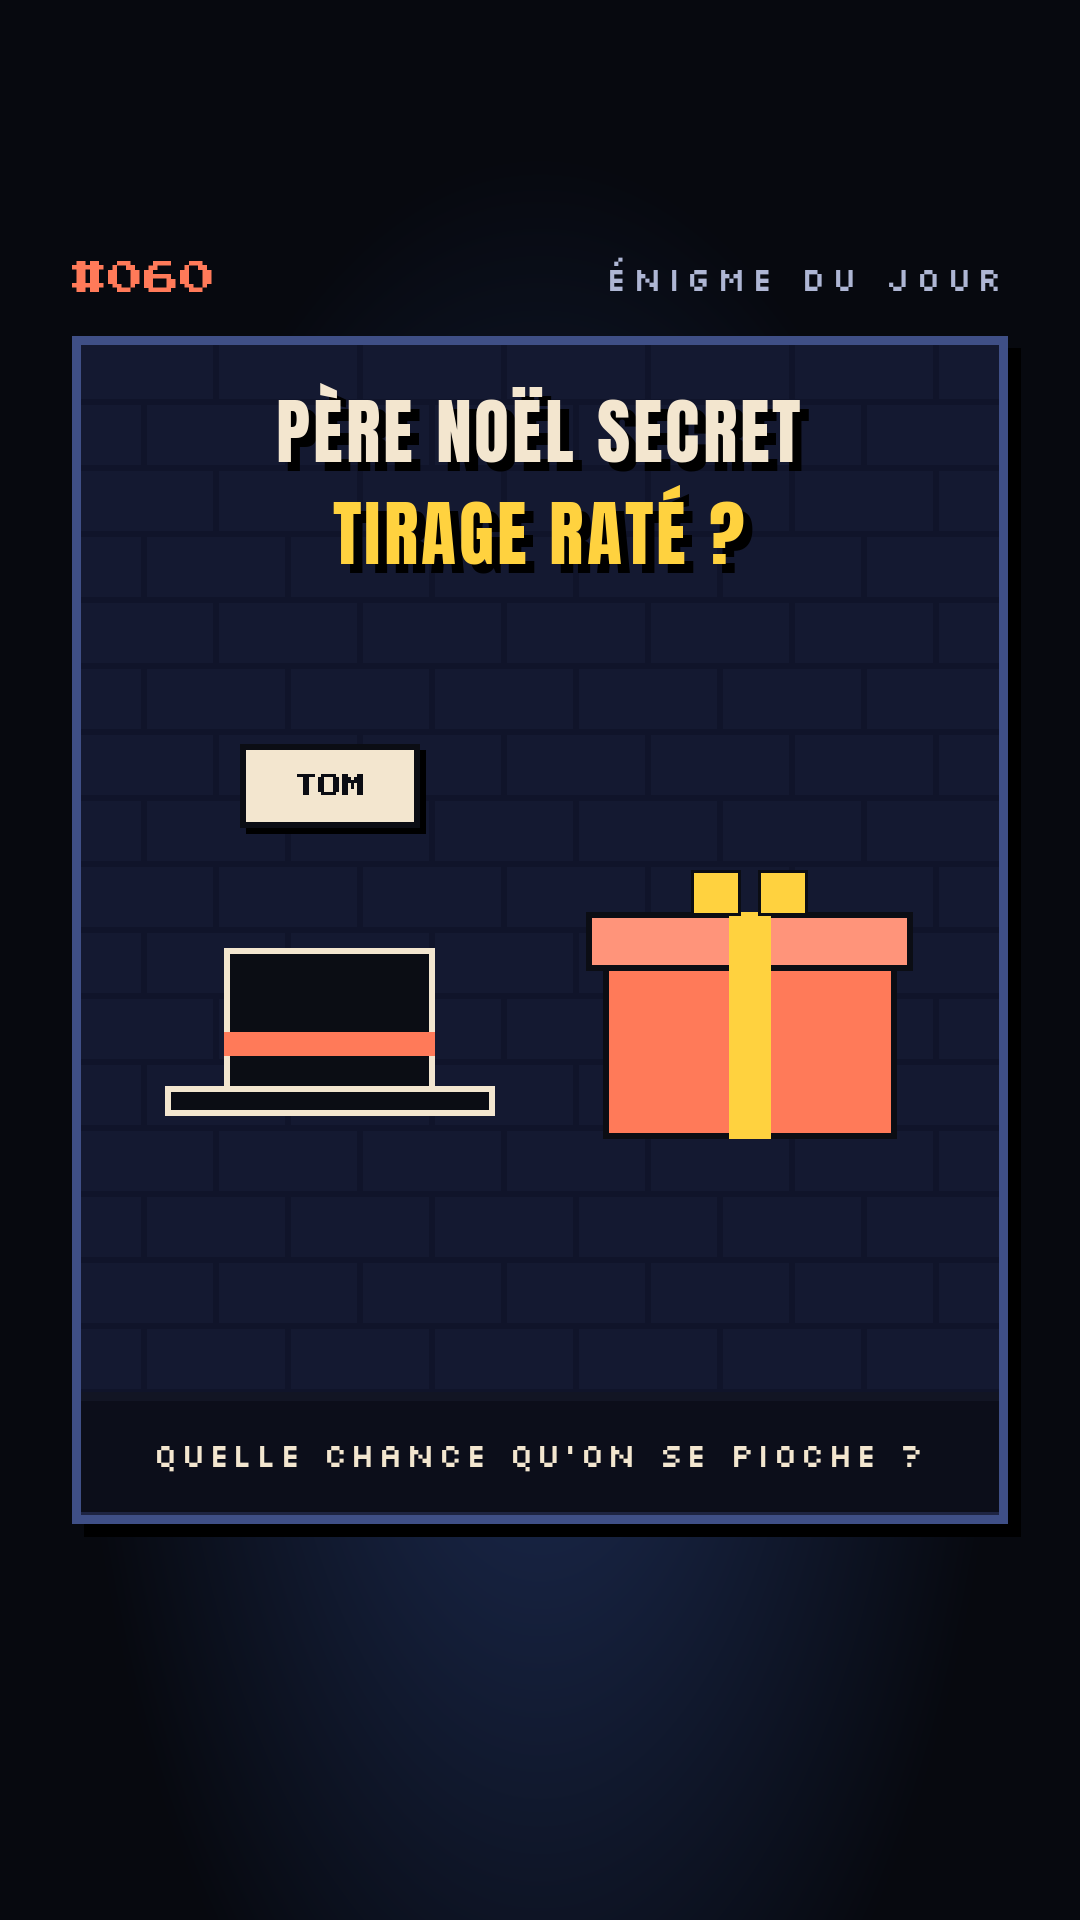 #060
ÉNIGME DU JOUR
PÈRE NOËL SECRET
TIRAGE RATÉ ?
TOM
QUELLE CHANCE QU'ON SE PIOCHE ?